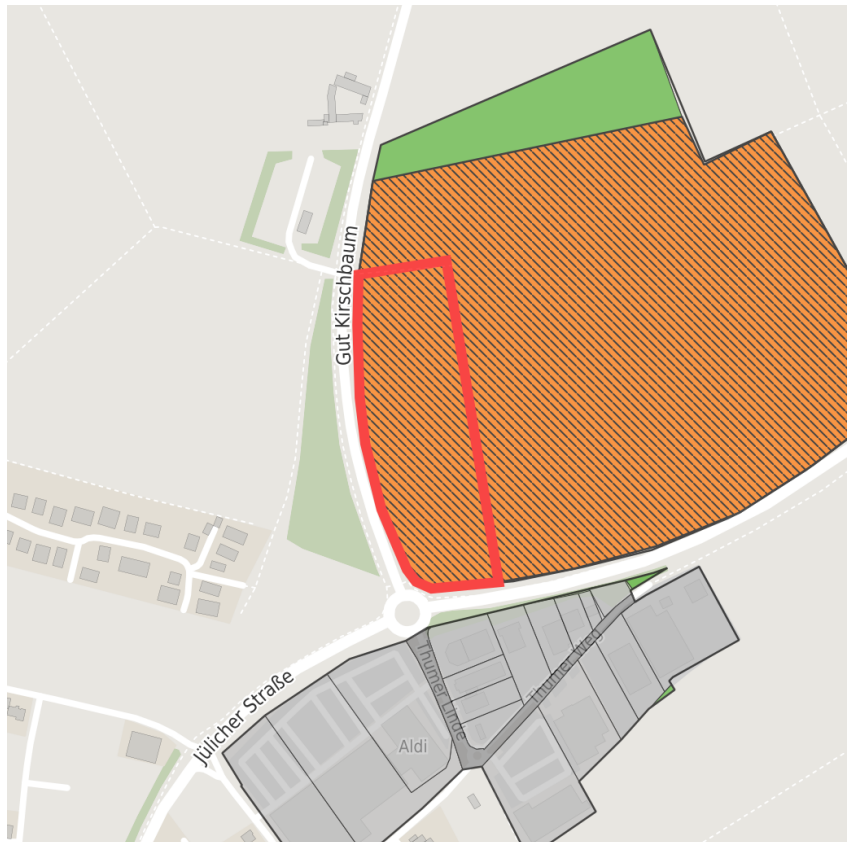 Gut Kirschbaum
Jülicher Straße
Thumer Linde
Thumer Weg
Aldi